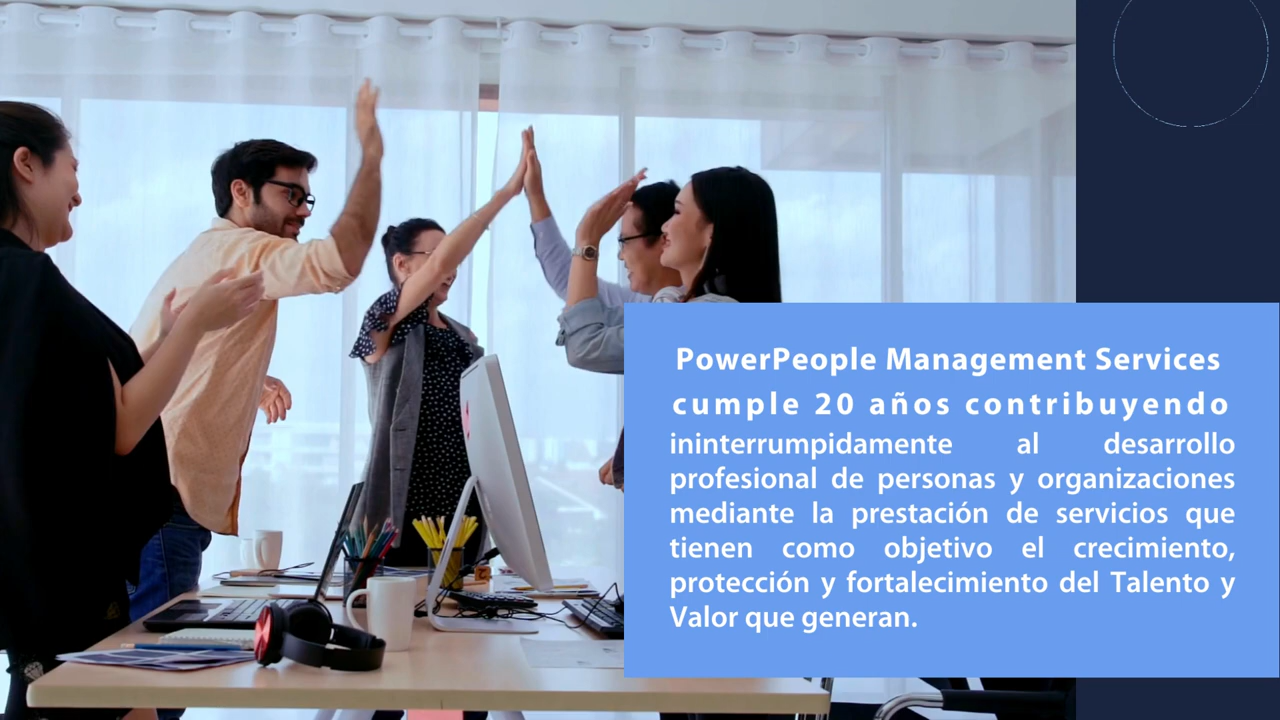 PowerPeople Management Services
cumple 20 años contribuyendo
ininterrumpidamente al desarrollo
profesional de personas y organizaciones
mediante la prestación de servicios que
tienen como objetivo el crecimiento,
protección y fortalecimiento del Talento y
Valor que generan.